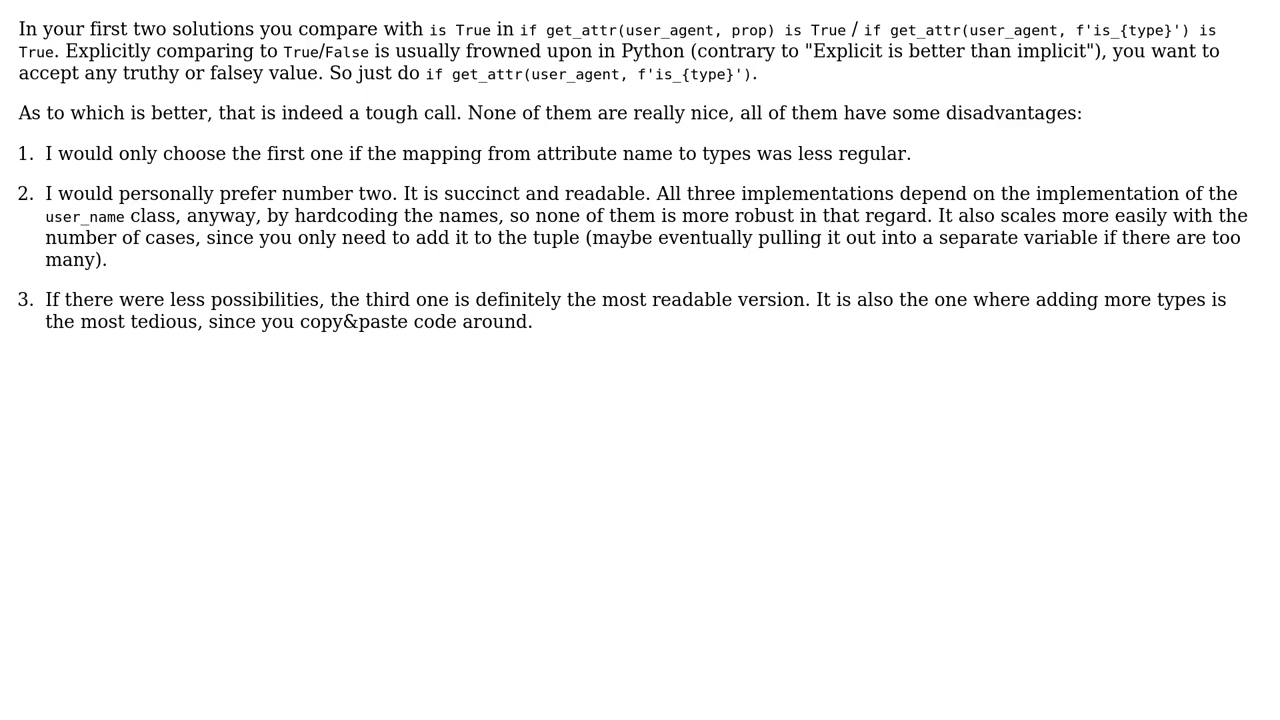 In your first two solutions you compare with is True in if get_attr(user_agent, prop) is True / if get_attr(user_agent, f'is_{type}') is
True. Explicitly comparing to True/False is usually frowned upon in Python (contrary to "Explicit is better than implicit"), you want to
accept any truthy or falsey value. So just do if get_attr(user_agent, f'is_{type}').
As to which is better, that is indeed a tough call. None of them are really nice, all of them have some disadvantages:
1. I would only choose the first one if the mapping from attribute name to types was less regular.
2. I would personally prefer number two. It is succinct and readable. All three implementations depend on the implementation of the
user_name class, anyway, by hardcoding the names, so none of them is more robust in that regard. It also scales more easily with the
number of cases, since you only need to add it to the tuple (maybe eventually pulling it out into a separate variable if there are too
many).
3. If there were less possibilities, the third one is definitely the most readable version. It is also the one where adding more types is
the most tedious, since you copy&paste code around.